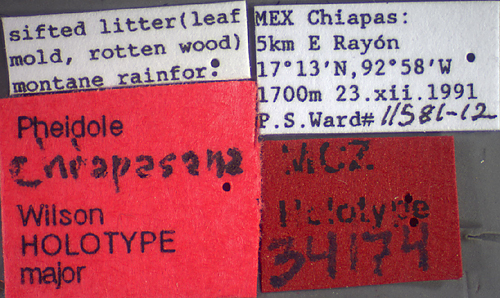 sifted litter(leaf
mold, rotten wood)
montane rainfor.
MEX Chiapas:
5km E Rayón
17°13'N,92°58'W
1700m 23.xii.1991
P.S.Ward# 11581-12
Pheidole
chiapasana
Wilson
HOLOTYPE
major
MCZ
Holotype
34174